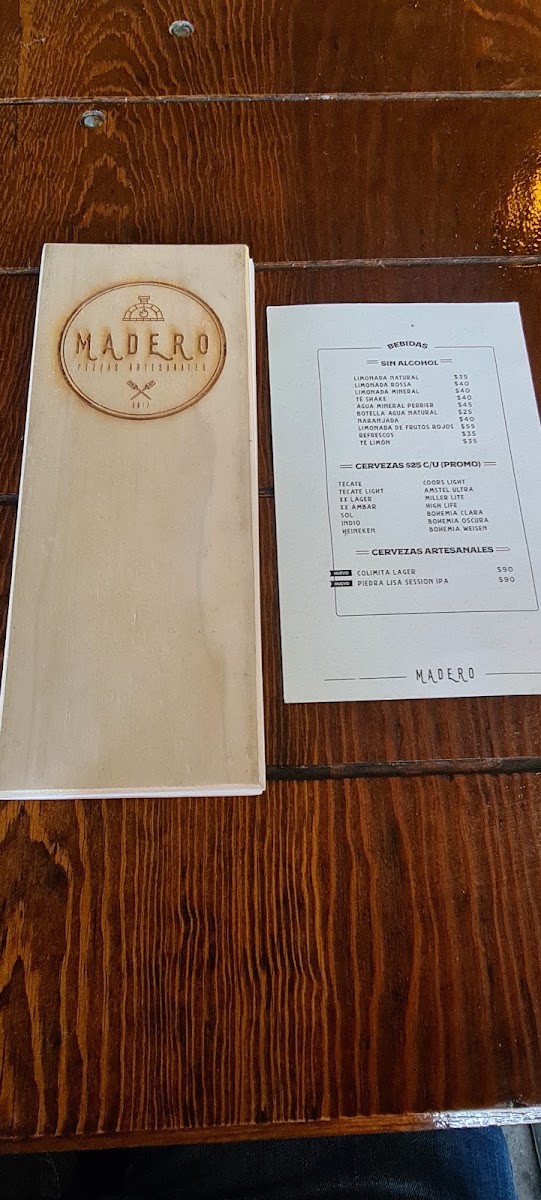 MADERO
PIZZAS ARTESANALES
2017
BEBIDAS
SIN ALCOHOL
LIMONADA NATURAL $35
LIMONADA ROSSA $40
LIMONADA MINERAL $40
TÉ SHAKE $40
AGUA MINERAL PERRIER $45
BOTELLA AGUA NATURAL $25
NARANJADA $40
LIMONADA DE FRUTOS ROJOS $55
REFRESCOS $35
TÉ LIMÓN $35
CERVEZAS $25 C/U (PROMO)
TECATE COORS LIGHT
TECATE LIGHT AMSTEL ULTRA
XX LAGER MILLER LITE
XX AMBAR HIGH LIFE
SOL BOHEMIA CLARA
INDIO BOHEMIA OSCURA
HEINEKEN BOHEMIA WEISEN
CERVEZAS ARTESANALES
NUEVO COLIMITA LAGER $90
NUEVO PIEDRA LISA SESSION IPA $90
MADERO